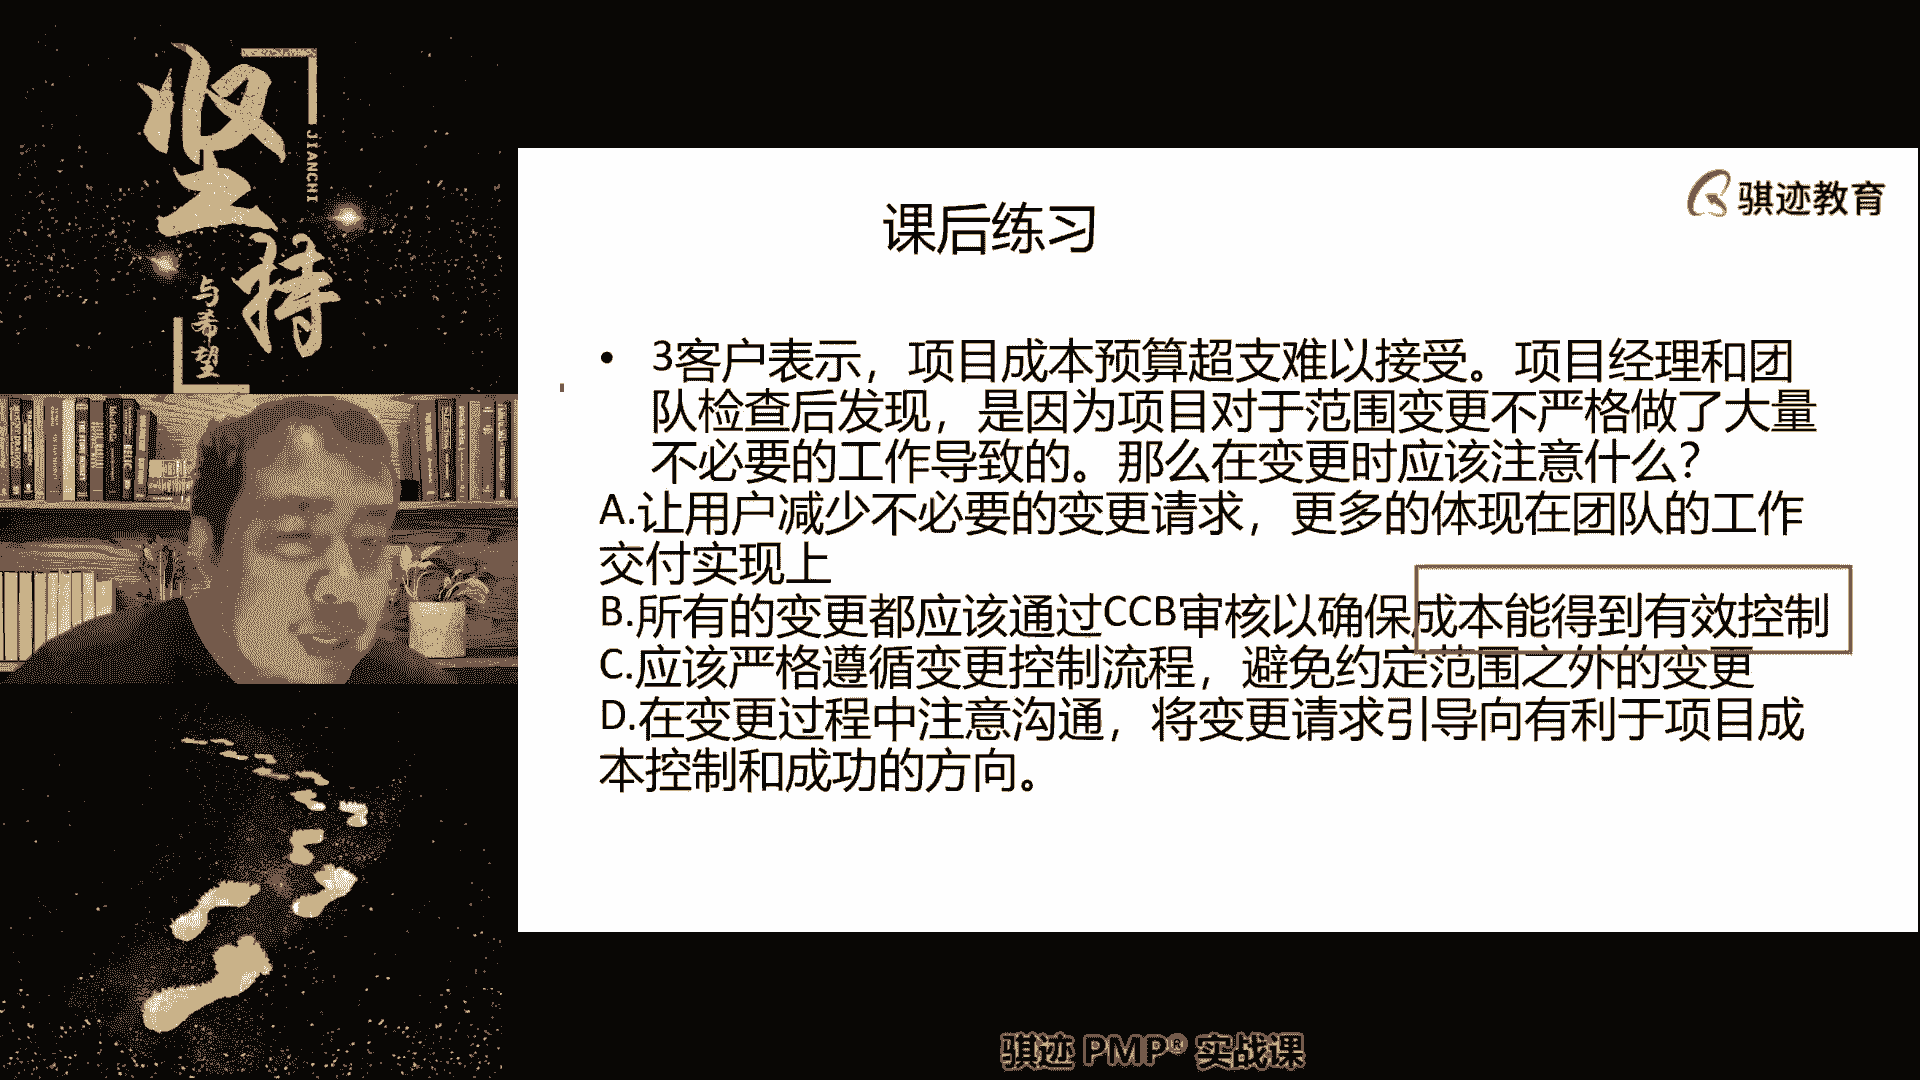 坚持
JIANCHI
与希望
骐迹教育
课后练习
• 3客户表示，项目成本预算超支难以接受。项目经理和团
队检查后发现，是因为项目对于范围变更不严格做了大量
不必要的工作导致的。那么在变更时应该注意什么？
A.让用户减少不必要的变更请求，更多的体现在团队的工作
交付实现上
B.所有的变更都应该通过CCB审核以确保成本能得到有效控制
C.应该严格遵循变更控制流程，避免约定范围之外的变更
D.在变更过程中注意沟通，将变更请求引导向有利于项目成
本控制和成功的方向。
骐迹 PMP® 实战课